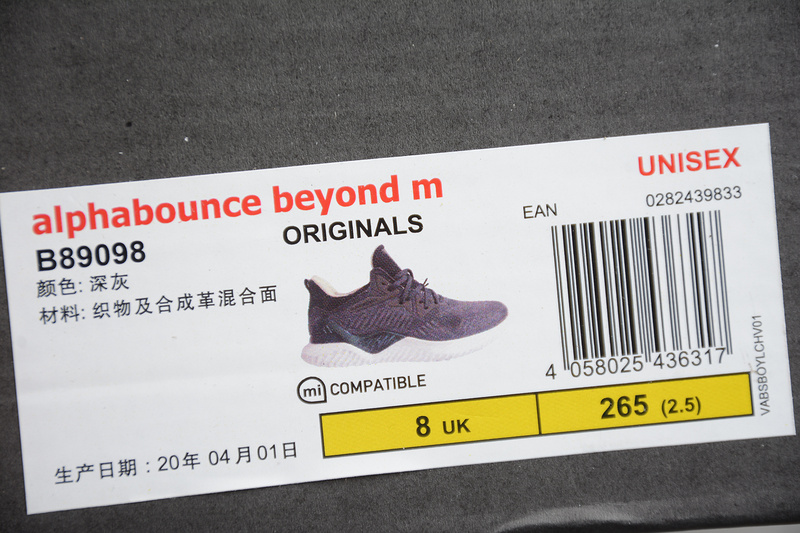 alphabounce beyond m
UNISEX
ORIGINALS
EAN
0282439833
B89098
颜色: 深灰
材料: 织物及合成革混合面
4 058025 436317
VABSBOYLCHV01
mi COMPATIBLE
8 UK
265 (2.5)
生产日期 : 20年 04月01日